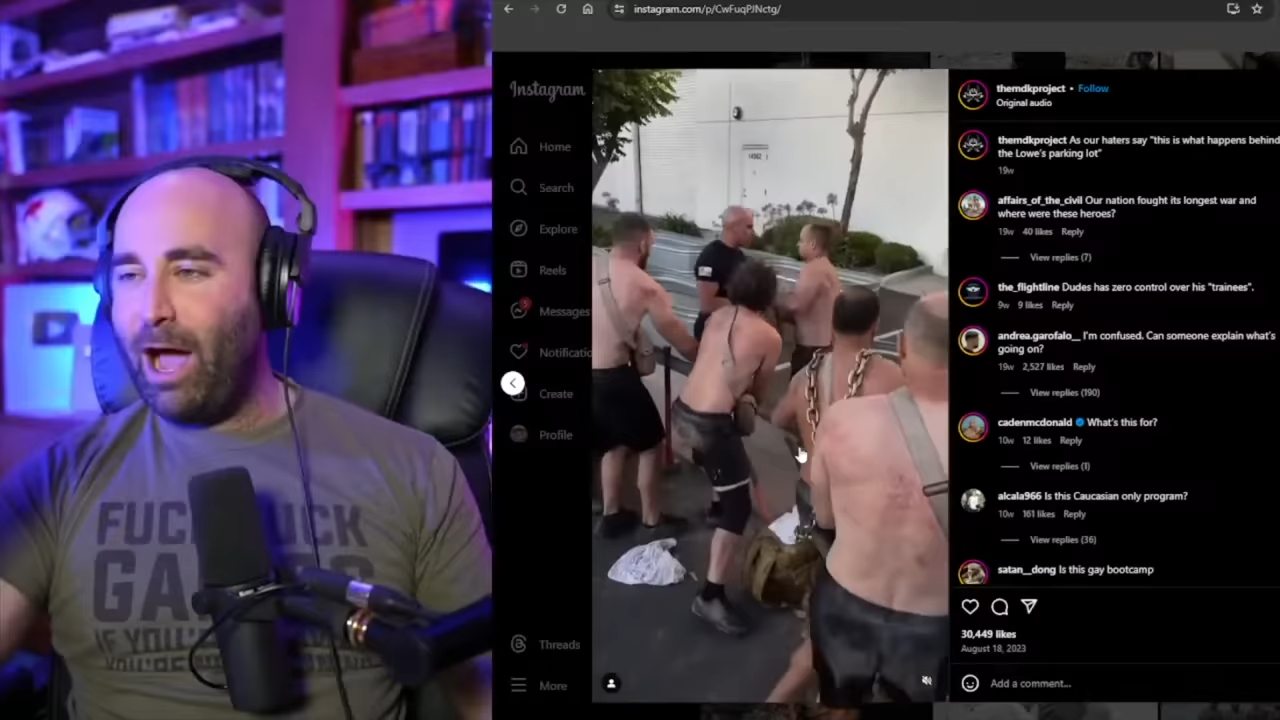 instagram.com/p/CwFuqPJNctg/
Instagram
Home
Search
Explore
Reels
Messages
Notificatio
Create
Profile
Threads
More
themdkproject • Follow
Original audio
themdkproject As our haters say "this is what happens behind
the Lowe's parking lot"
19w
affairs_of_the_civil Our nation fought its longest war and
where were these heroes?
19w 40 likes Reply
View replies (7)
the_flightline Dudes has zero control over his "trainees".
9w 9 likes Reply
andrea.garofalo__ I'm confused. Can someone explain what's
going on?
19w 2,527 likes Reply
View replies (190)
cadenmcdonald What's this for?
10w 12 likes Reply
View replies (1)
alcala966 Is this Caucasian only program?
10w 161 likes Reply
View replies (36)
satan__dong Is this gay bootcamp
30,449 likes
August 18, 2023
Add a comment...
FUC UCK
GA
IF YOU'